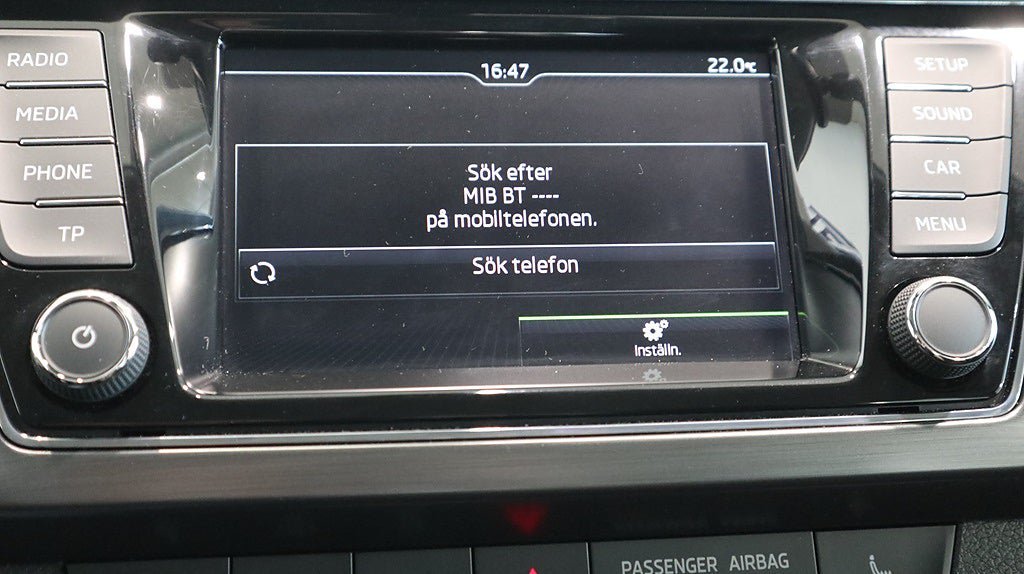 RADIO
MEDIA
PHONE
TP
16:47
22.0°C
Sök efter
MIB BT ----
på mobiltelefonen.
Sök telefon
Inställn.
SETUP
SOUND
CAR
MENU
PASSENGER AIRBAG